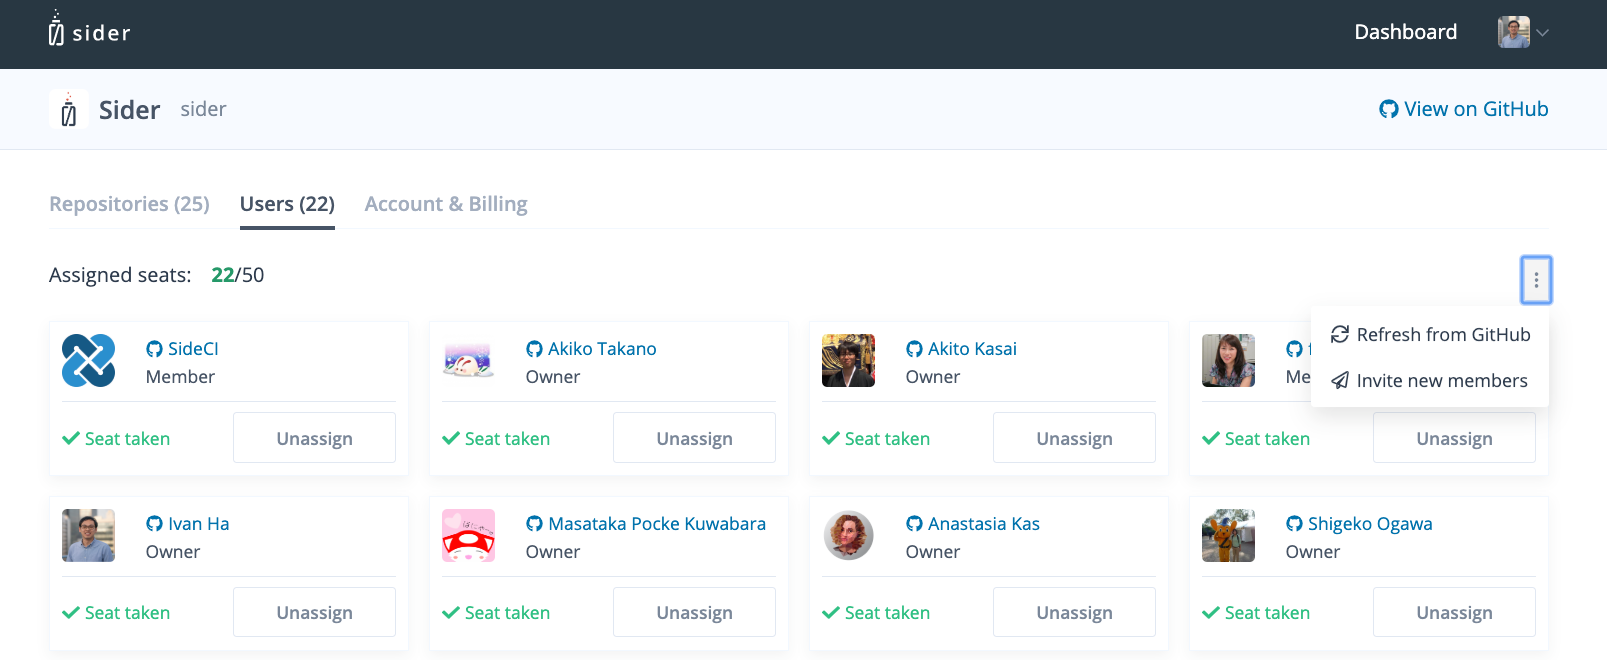 sider
Dashboard
Sider sider
View on GitHub
Repositories (25) Users (22) Account & Billing
Assigned seats: 22/50
Refresh from GitHub
Invite new members
SideCI
Member
Seat taken Unassign
Akiko Takano
Owner
Seat taken Unassign
Akito Kasai
Owner
Seat taken Unassign
Me
Seat taken Unassign
Ivan Ha
Owner
Seat taken Unassign
Masataka Pocke Kuwabara
Owner
Seat taken Unassign
Anastasia Kas
Owner
Seat taken Unassign
Shigeko Ogawa
Owner
Seat taken Unassign